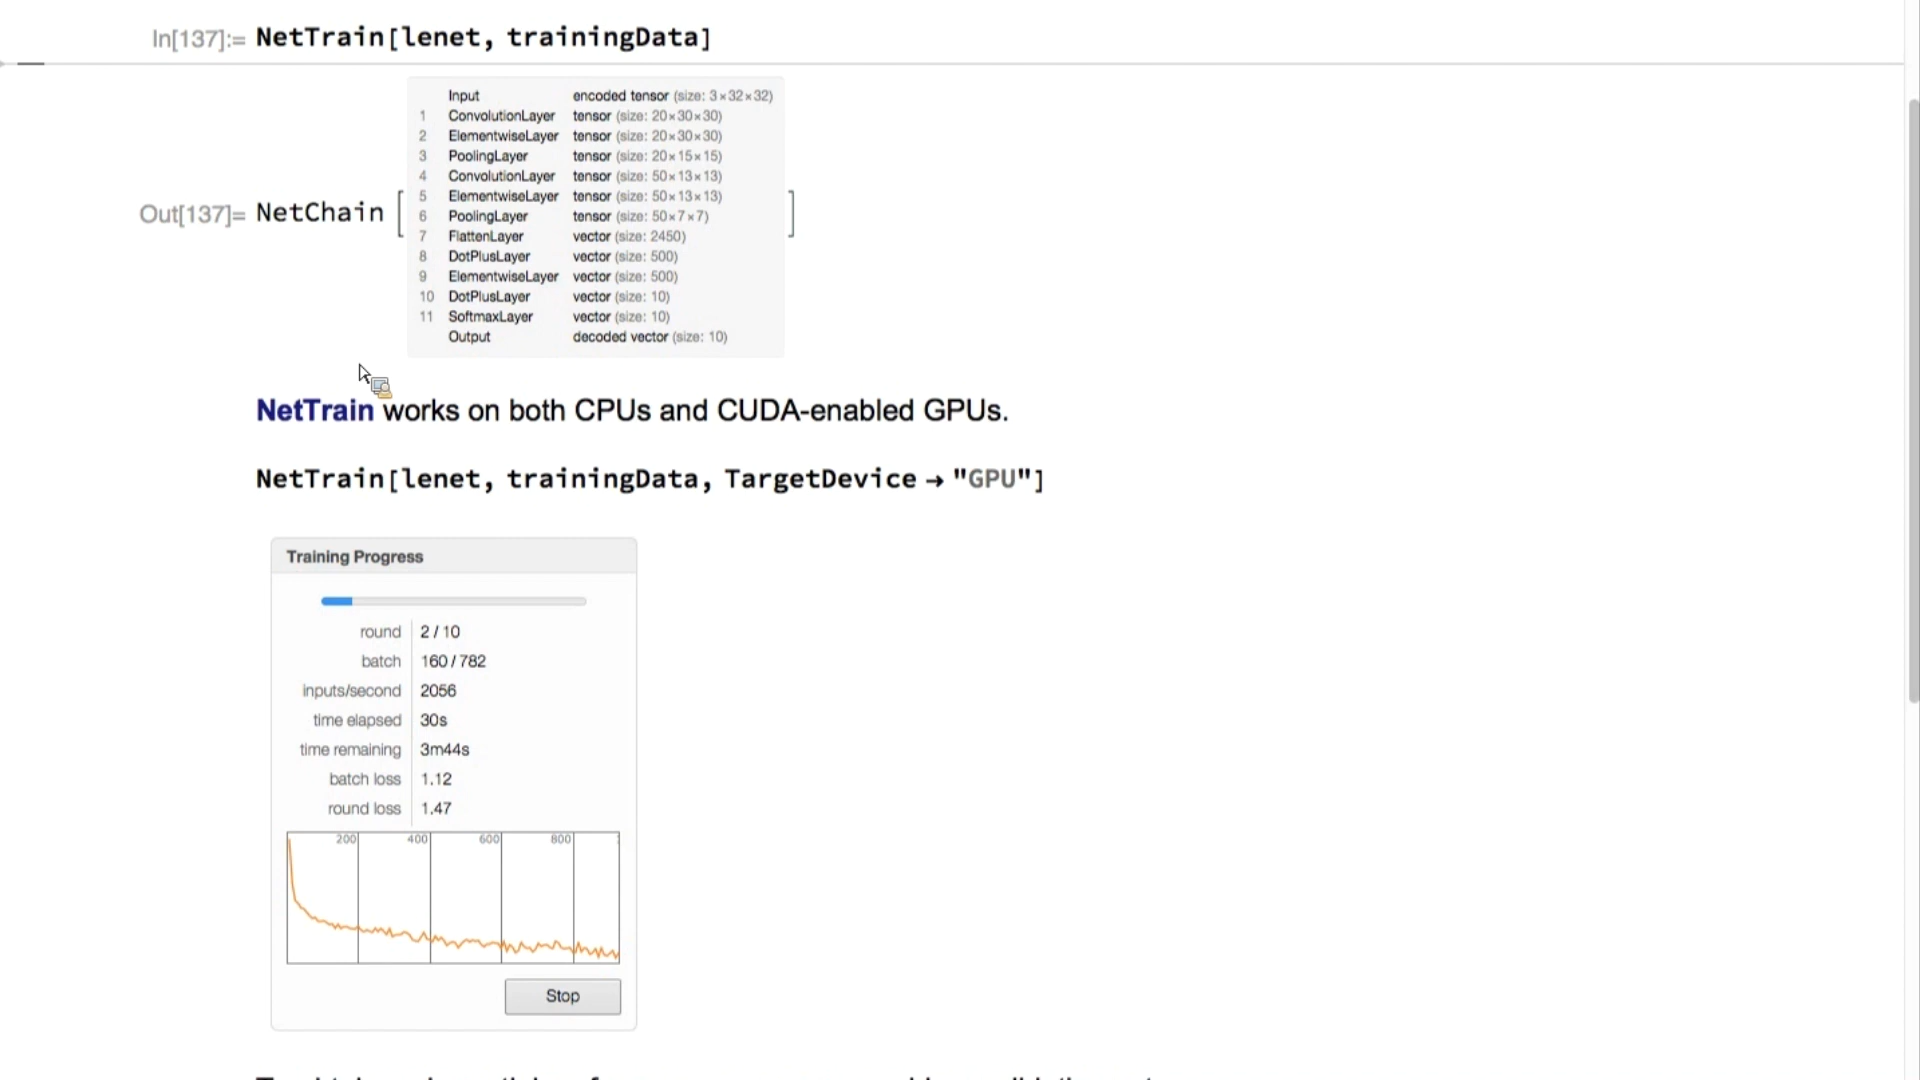 In[137]:= NetTrain[lenet, trainingData]
Input encoded tensor (size: 3×32×32)
1 ConvolutionLayer tensor (size: 20×30×30)
2 ElementwiseLayer tensor (size: 20×30×30)
3 PoolingLayer tensor (size: 20×15×15)
4 ConvolutionLayer tensor (size: 50×13×13)
5 ElementwiseLayer tensor (size: 50×13×13)
Out[137]= NetChain [ 6 PoolingLayer tensor (size: 50×7×7) ]
7 FlattenLayer vector (size: 2450)
8 DotPlusLayer vector (size: 500)
9 ElementwiseLayer vector (size: 500)
10 DotPlusLayer vector (size: 10)
11 SoftmaxLayer vector (size: 10)
Output decoded vector (size: 10)
NetTrain works on both CPUs and CUDA-enabled GPUs.
NetTrain[lenet, trainingData, TargetDevice → "GPU"]
Training Progress
round 2 / 10
batch 160 / 782
inputs/second 2056
time elapsed 30s
time remaining 3m44s
batch loss 1.12
round loss 1.47
200 400 600 800
Stop